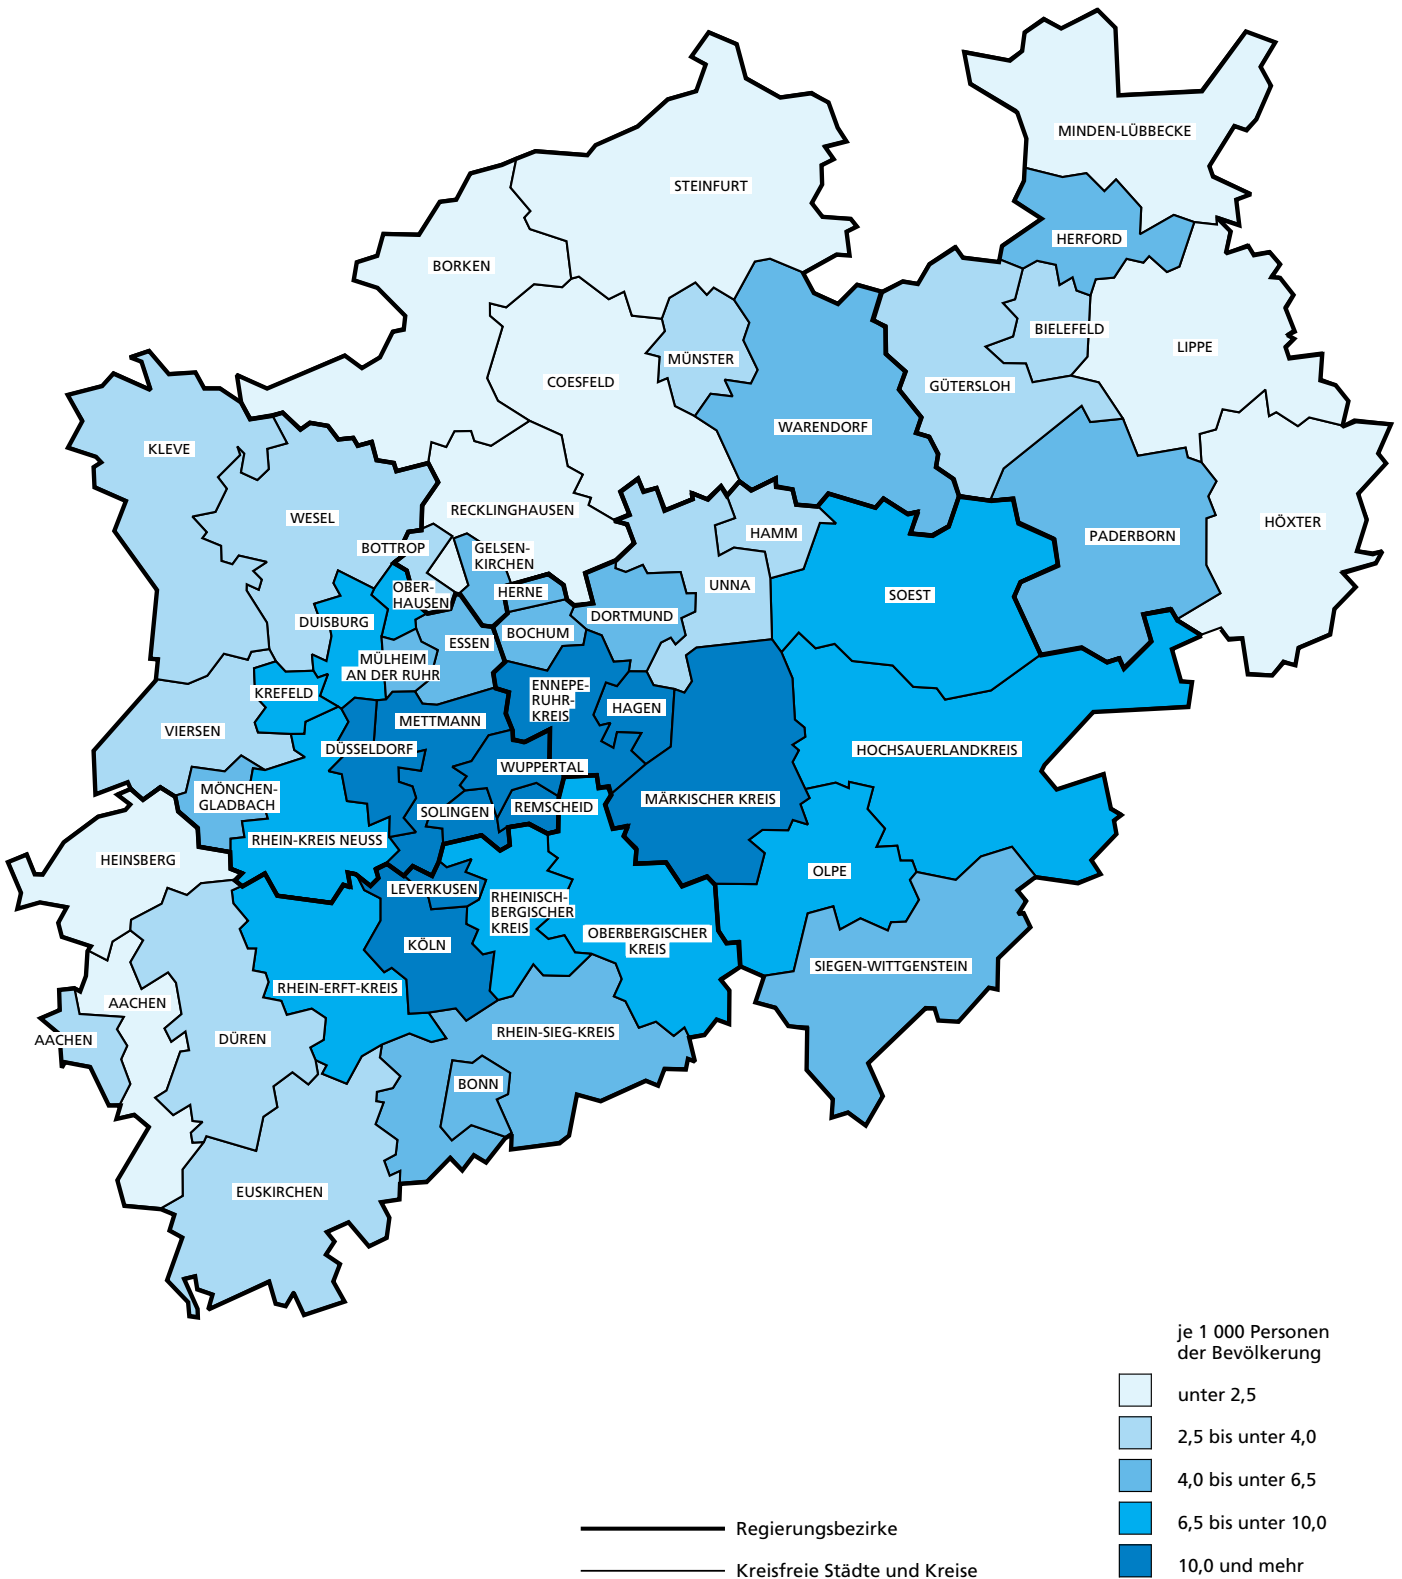 MINDEN-LÜBBECKE
STEINFURT
HERFORD
BORKEN
BIELEFELD
LIPPE
MÜNSTER
COESFELD
GÜTERSLOH
WARENDORF
KLEVE
RECKLINGHAUSEN
WESEL
HÖXTER
HAMM
PADERBORN
BOTTROP
GELSEN-
KIRCHEN
UNNA
OBER-
HAUSEN
HERNE
SOEST
DORTMUND
DUISBURG
BOCHUM
ESSEN
MÜLHEIM
AN DER RUHR
KREFELD
ENNEPE-
RUHR-
KREIS
HAGEN
METTMANN
VIERSEN
DÜSSELDORF
HOCHSAUERLANDKREIS
WUPPERTAL
MÖNCHEN-
GLADBACH
MÄRKISCHER KREIS
REMSCHEID
SOLINGEN
RHEIN-KREIS NEUSS
HEINSBERG
OLPE
LEVERKUSEN
RHEINISCH-
BERGISCHER
KREIS
OBERBERGISCHER
KREIS
KÖLN
SIEGEN-WITTGENSTEIN
RHEIN-ERFT-KREIS
AACHEN
RHEIN-SIEG-KREIS
AACHEN
DÜREN
BONN
EUSKIRCHEN
je 1 000 Personen
der Bevölkerung
unter 2,5
2,5 bis unter 4,0
4,0 bis unter 6,5
6,5 bis unter 10,0
10,0 und mehr
Regierungsbezirke
Kreisfreie Städte und Kreise